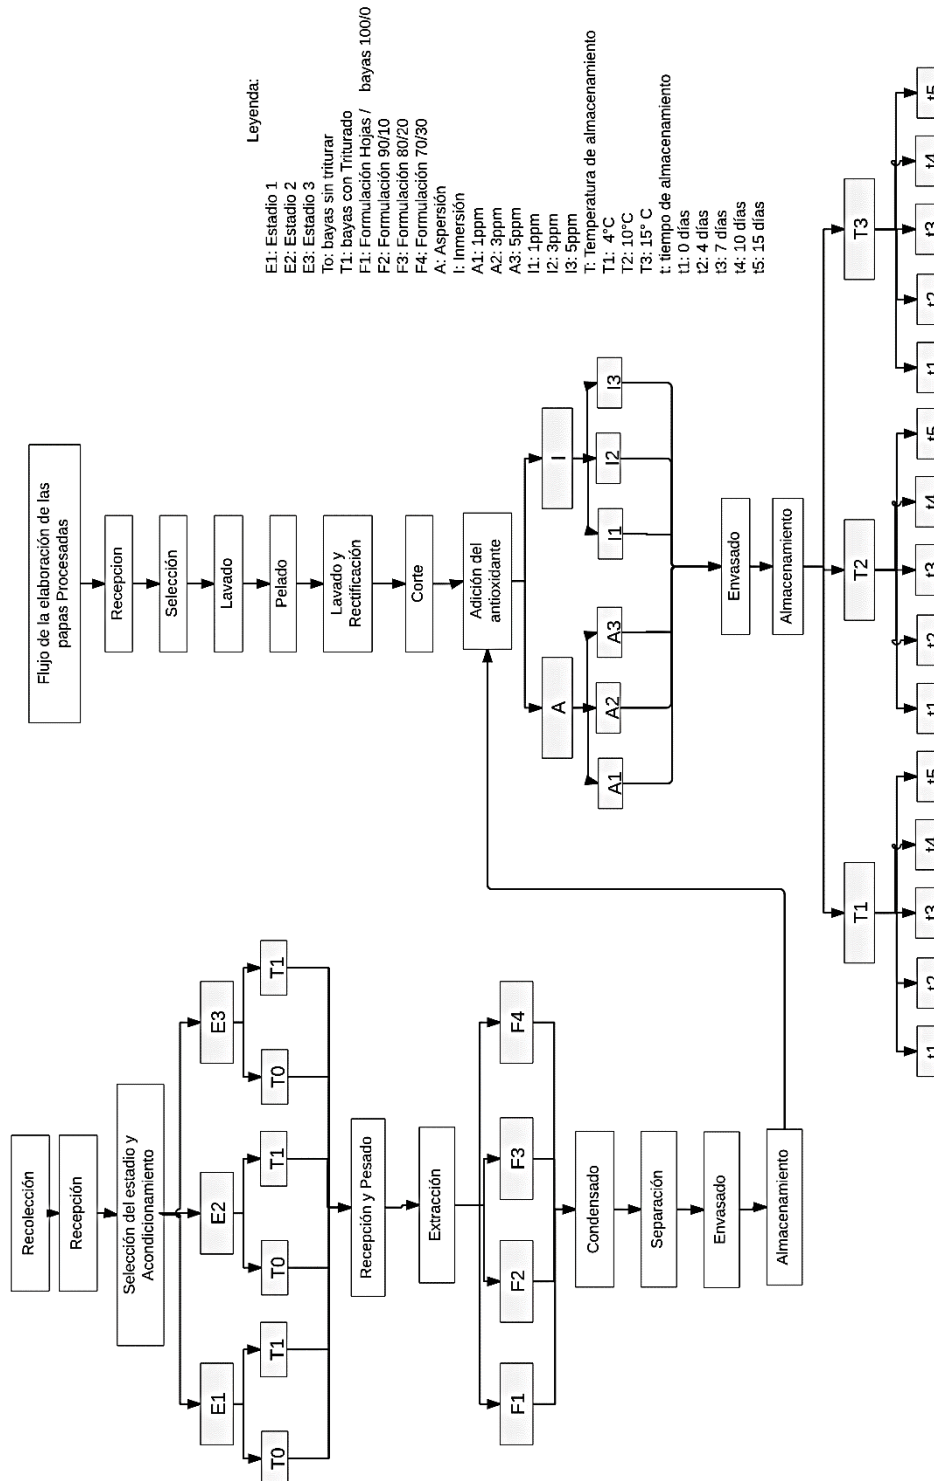 Recolección
Recepción
Selección del estadio y
Acondicionamiento
E1
E2
E3
T0
T1
T0
T1
T0
T1
Recepción y Pesado
Extracción
F1
F2
F3
F4
Condensado
Separación
Envasado
Almacenamiento
Flujo de la elaboración de las
papas Procesadas
Recepcion
Selección
Lavado
Pelado
Lavado y
Rectificación
Corte
Adición del
antioxidante
A
I
A1
A2
A3
I1
I2
I3
Envasado
Almacenamiento
T1
T2
T3
t1
t2
t3
t4
t5
t1
t2
t3
t4
t5
t1
t2
t3
t4
t5
Leyenda:
E1: Estadio 1
E2: Estadio 2
E3: Estadio 3
To: bayas sin triturar
T1: bayas con Triturado
F1: Formulación Hojas / bayas 100/0
F2: Formulación 90/10
F3: Formulación 80/20
F4: Formulación 70/30
A: Aspersión
I: Inmersión
A1: 1ppm
A2: 3ppm
A3: 5ppm
I1: 1ppm
I2: 3ppm
I3: 5ppm
T: Temperatura de almacenamiento
T1: 4°C
T2: 10°C
T3: 15° C
t: tiempo de almacenamiento
t1: 0 días
t2: 4 días
t3: 7 días
t4: 10 días
t5: 15 días